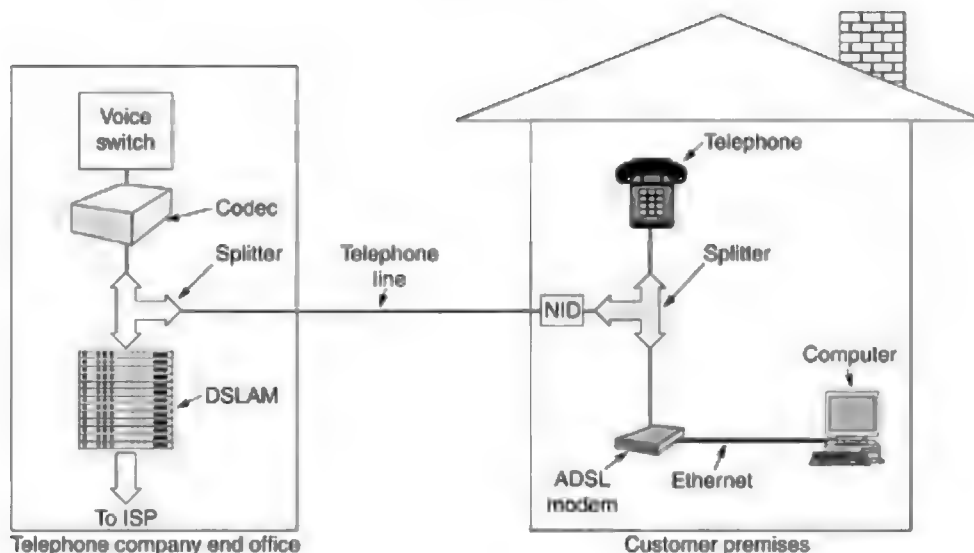 Voice
switch
Codec
Splitter
Telephone
line
DSLAM
To ISP
Telephone company end office
Telephone
Splitter
NID
Computer
ADSL
modem
Ethernet
Customer premises